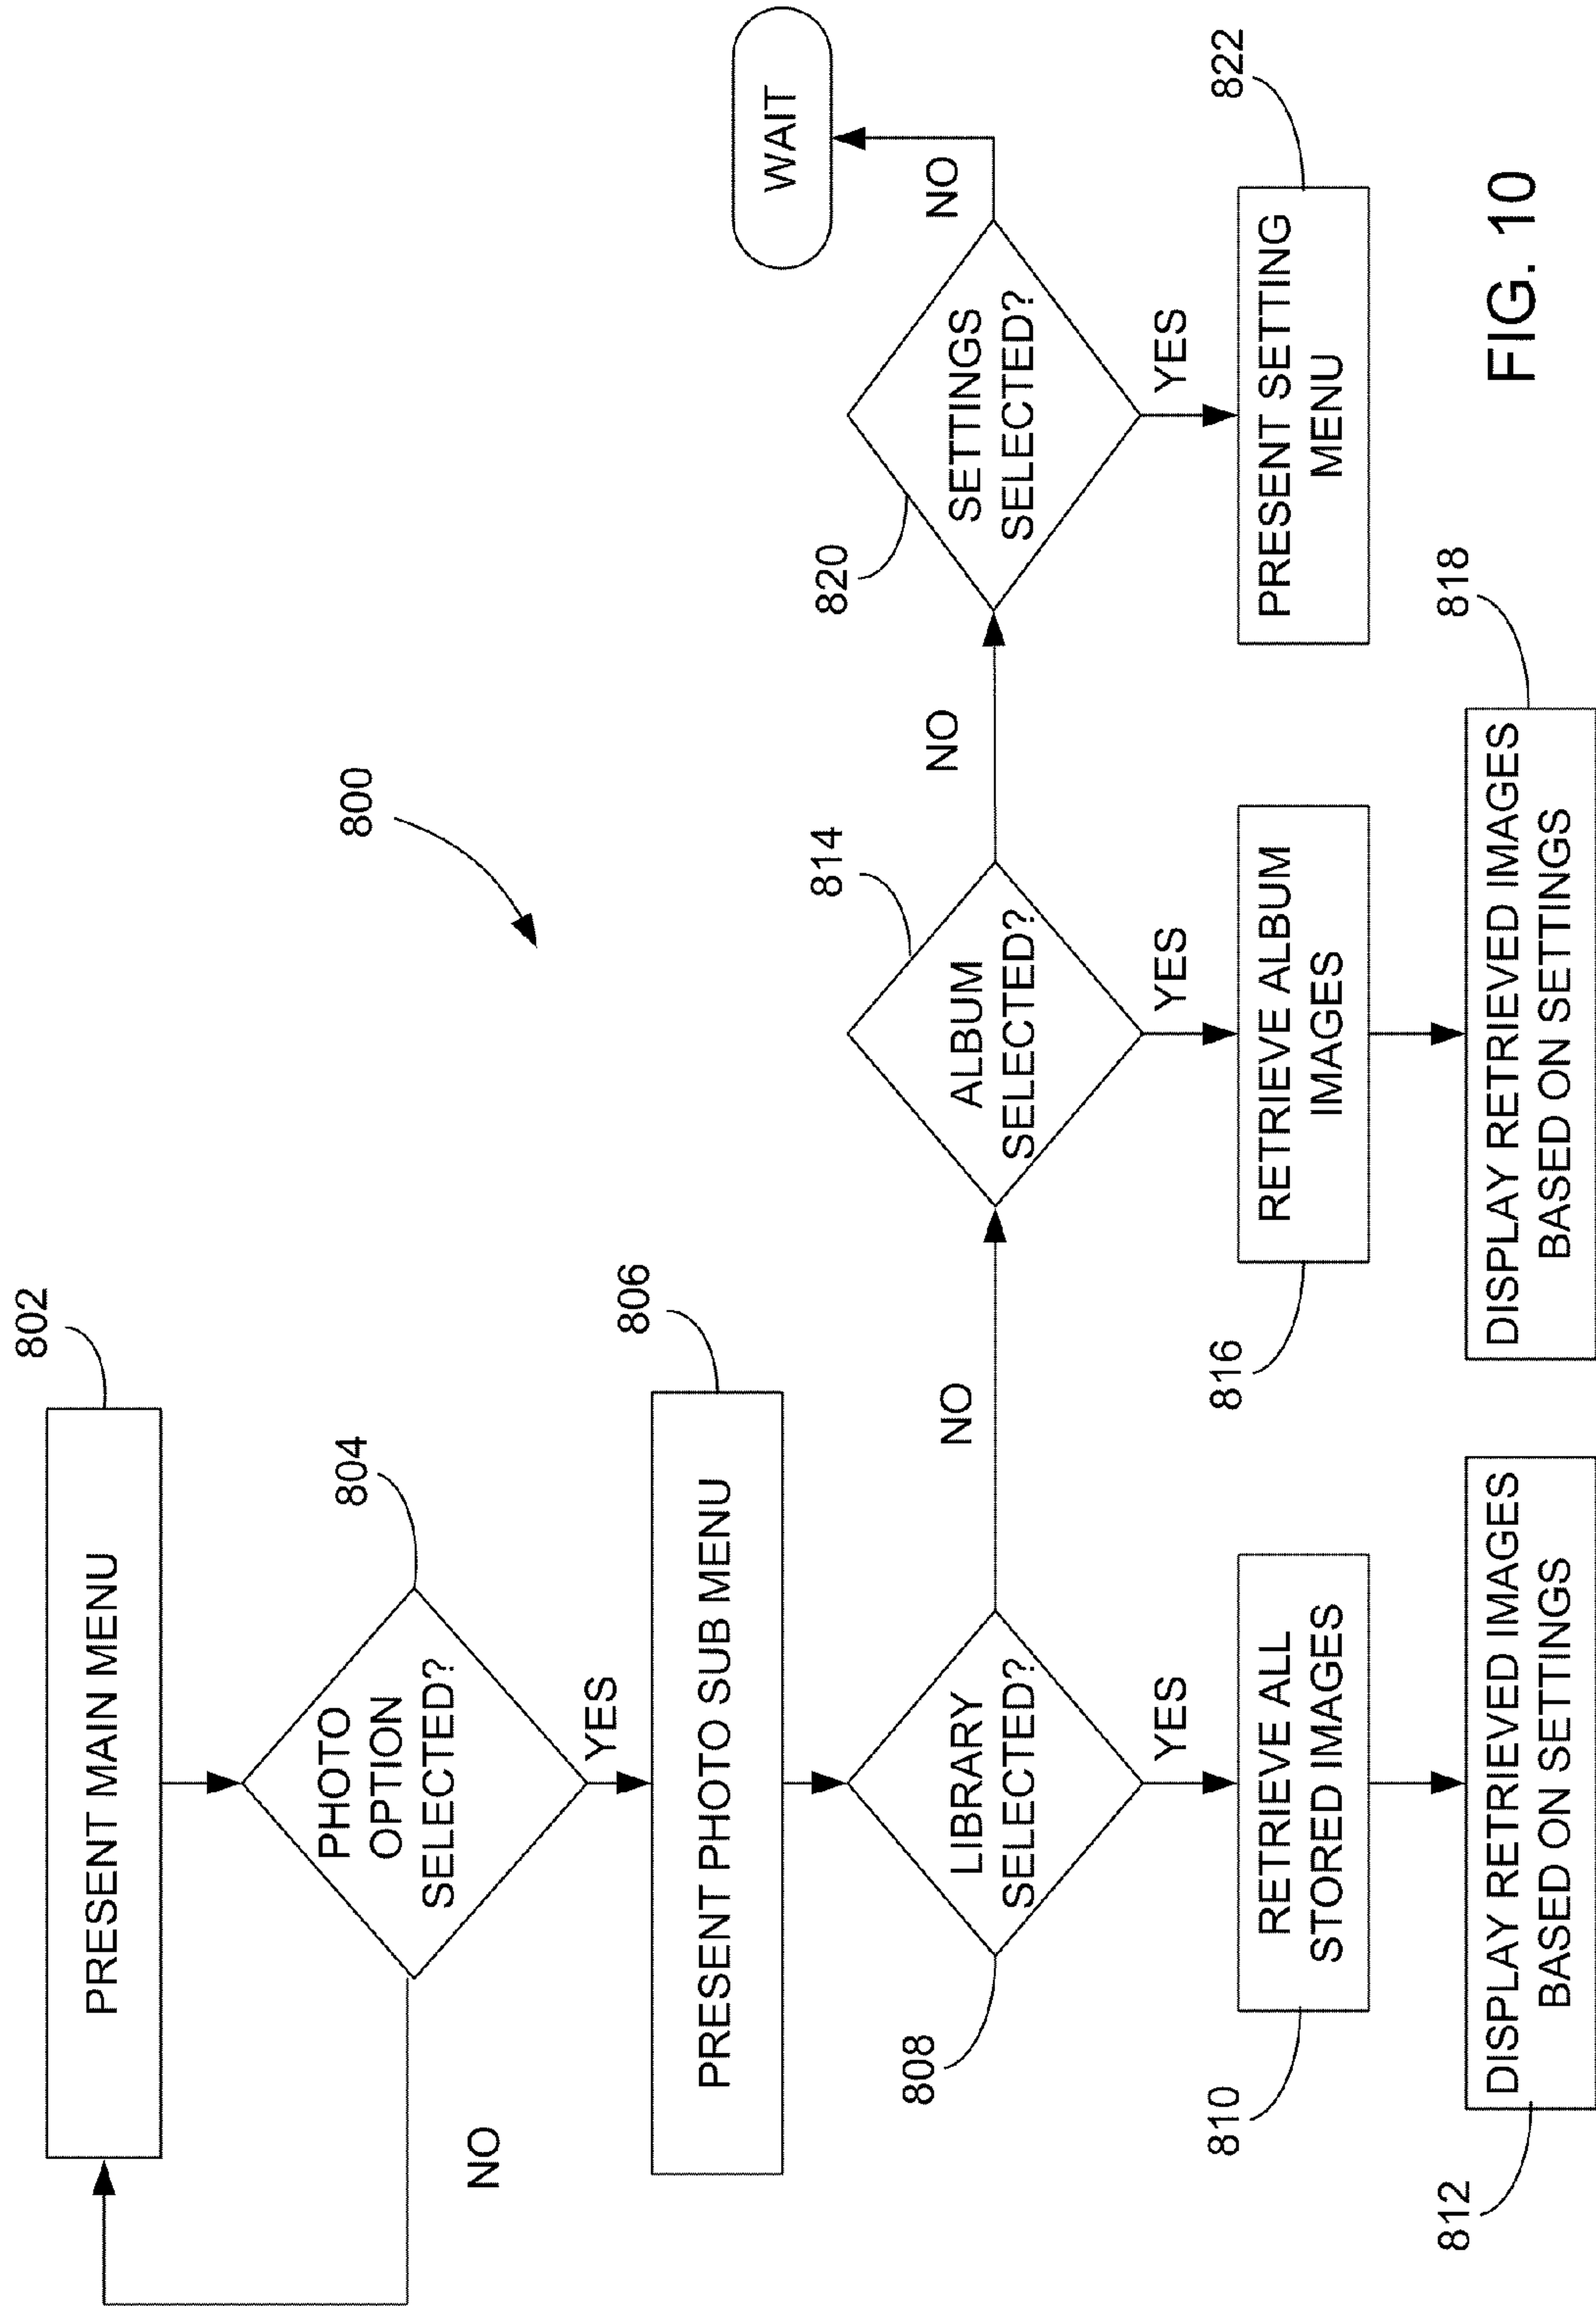 800
802
PRESENT MAIN MENU
804
PHOTO
OPTION
SELECTED?
NO
YES
806
PRESENT PHOTO SUB MENU
808
LIBRARY
SELECTED?
NO
YES
810
RETRIEVE ALL
STORED IMAGES
812
DISPLAY RETRIEVED IMAGES
BASED ON SETTINGS
814
ALBUM
SELECTED?
NO
YES
816
RETRIEVE ALBUM
IMAGES
818
DISPLAY RETRIEVED IMAGES
BASED ON SETTINGS
820
SETTINGS
SELECTED?
NO
WAIT
YES
822
PRESENT SETTING
MENU
FIG. 10